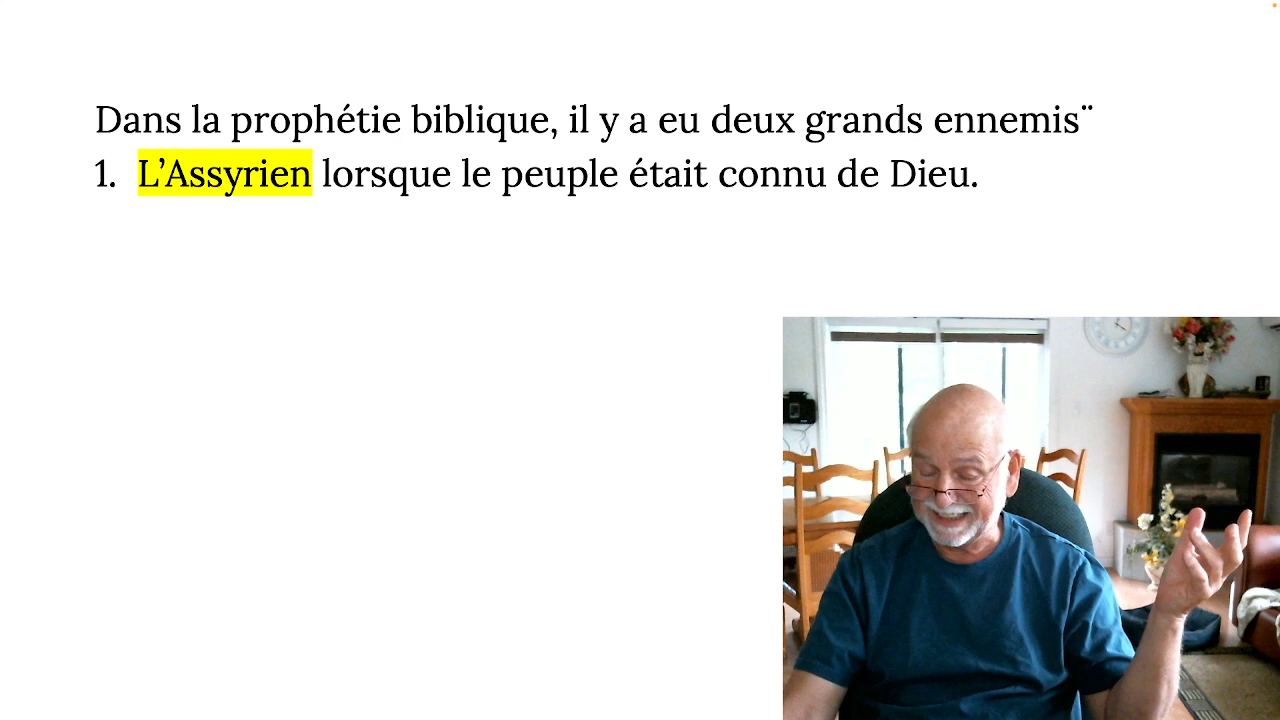 Dans la prophétie biblique, il y a eu deux grands ennemis¨
1. L’Assyrien lorsque le peuple était connu de Dieu.